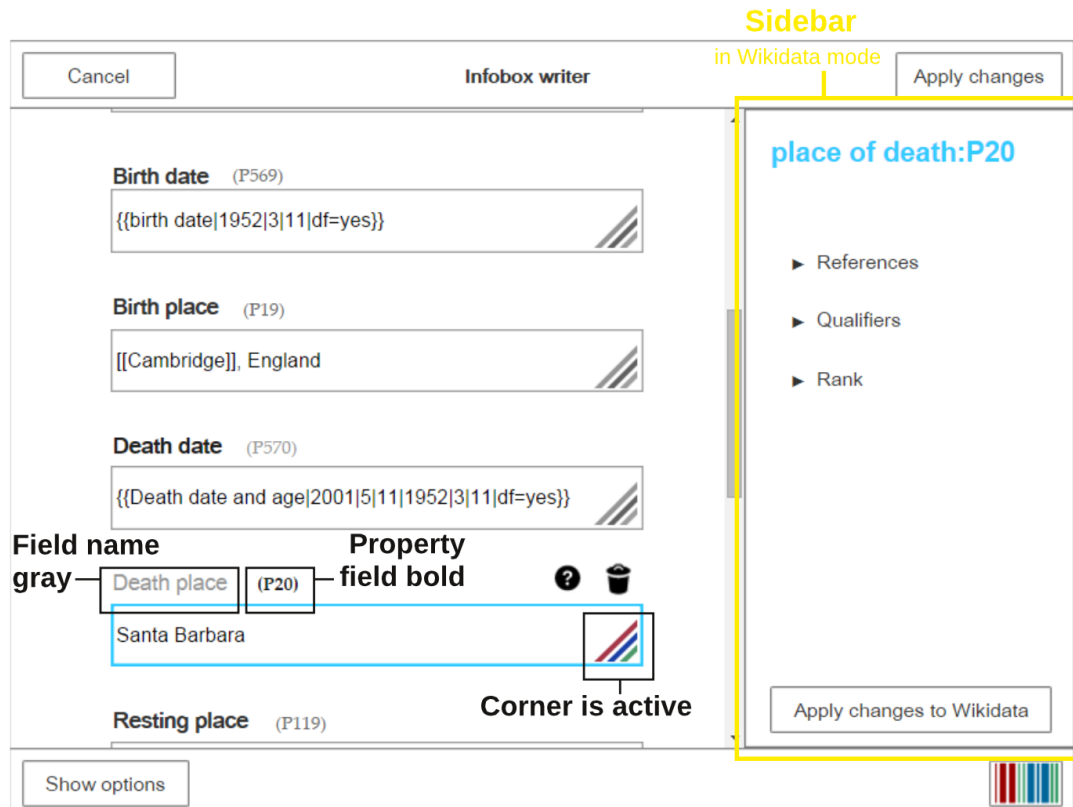 Sidebar
in Wikidata mode
Cancel
Infobox writer
Apply changes
Birth date (P569)
{{birth date|1952|3|11|df=yes}}
Birth place (P19)
[[Cambridge]], England
Death date (P570)
{{Death date and age|2001|5|11|1952|3|11|df=yes}}
Field name
gray
Property
field bold
Death place (P20)
?
Santa Barbara
Corner is active
Resting place (P119)
Show options
place of death:P20
► References
► Qualifiers
► Rank
Apply changes to Wikidata